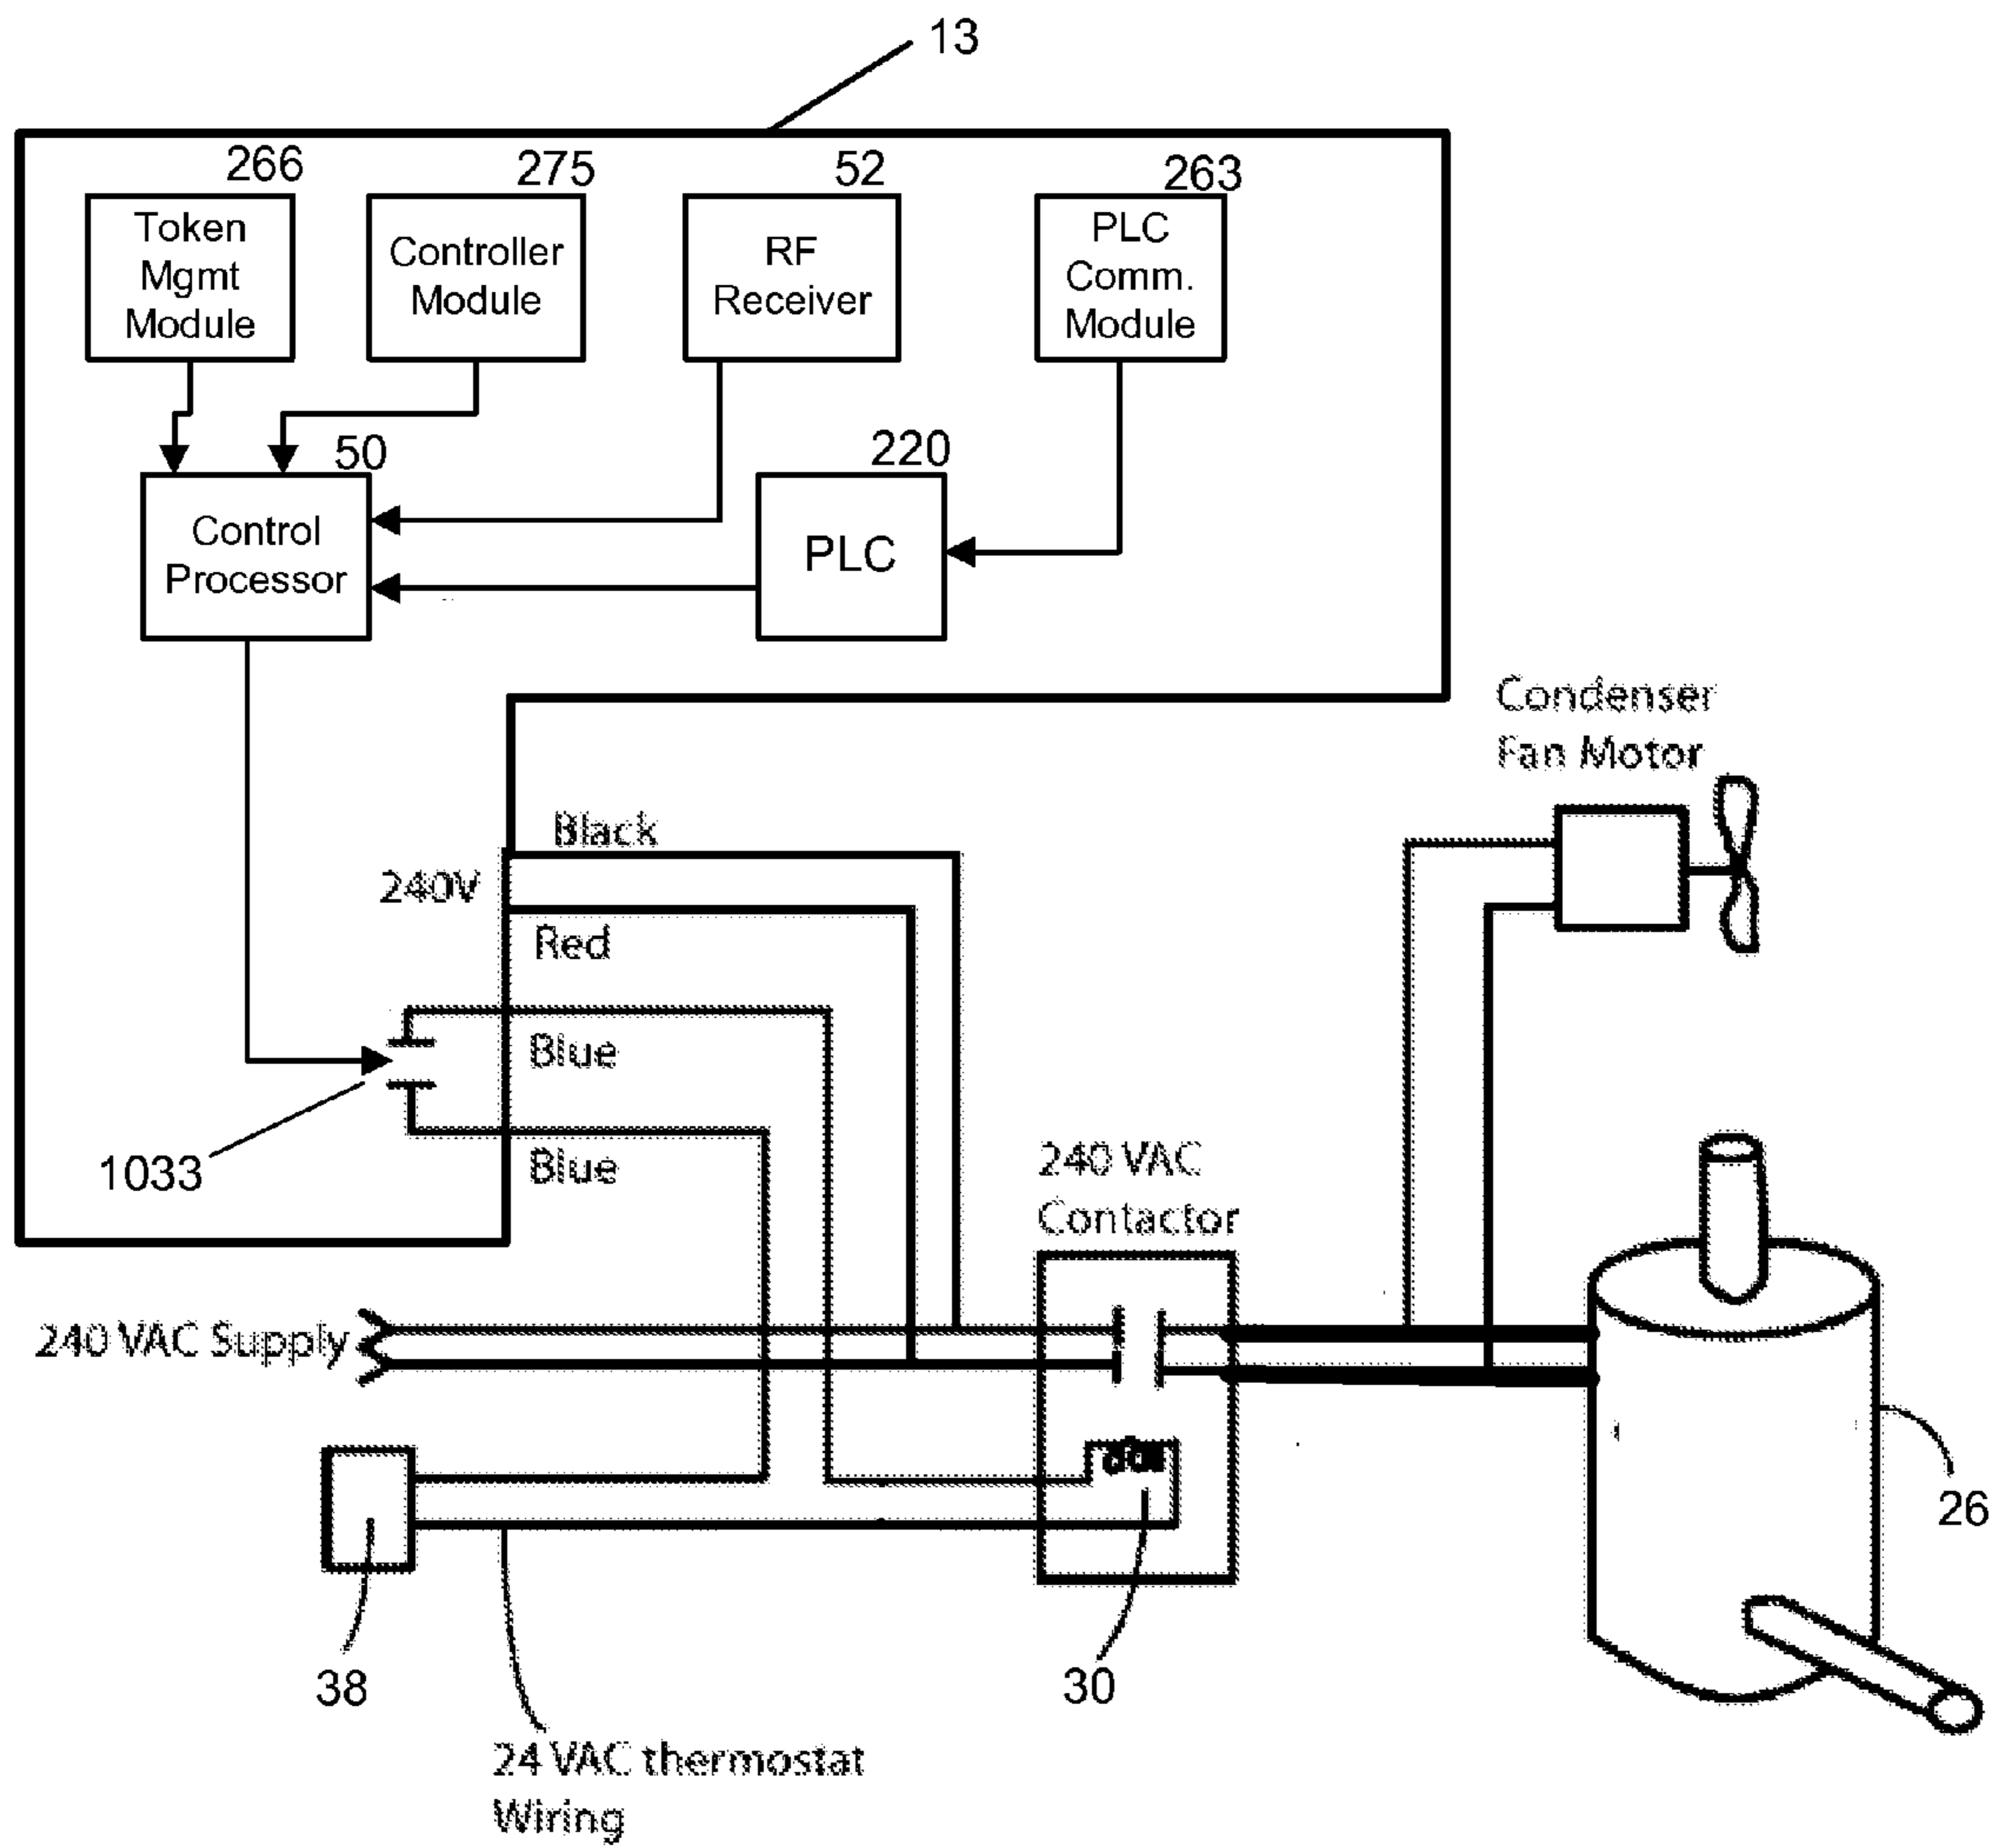 13
266
275
52
263
Token
Mgmt
Module
Controller
Module
RF
Receiver
PLC
Comm.
Module
50
220
Control
Processor
PLC
Condenser
Fan Motor
Black
240V
Red
Blue
1033
Blue
240 VAC
Contactor
240 VAC Supply
26
38
30
24 VAC thermostat
Wiring